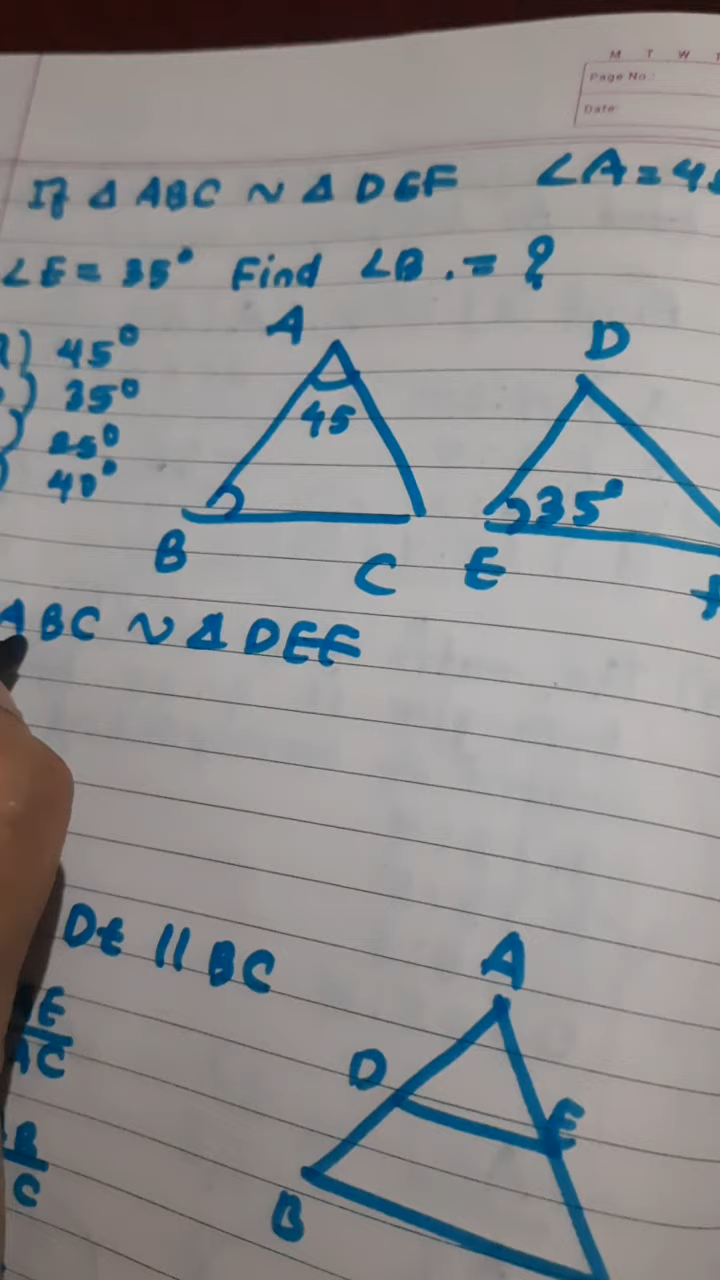 M T W T
Page No.:
Date:
If Δ ABC ~ Δ DEF ∠A = 45
∠E = 35° Find ∠B . = ?
45°
35°
25°
40°
A
45
B
C
D
35°
E
ABC ~ Δ DEF
DE || BC
E
AC
B
C
A
D
E
B